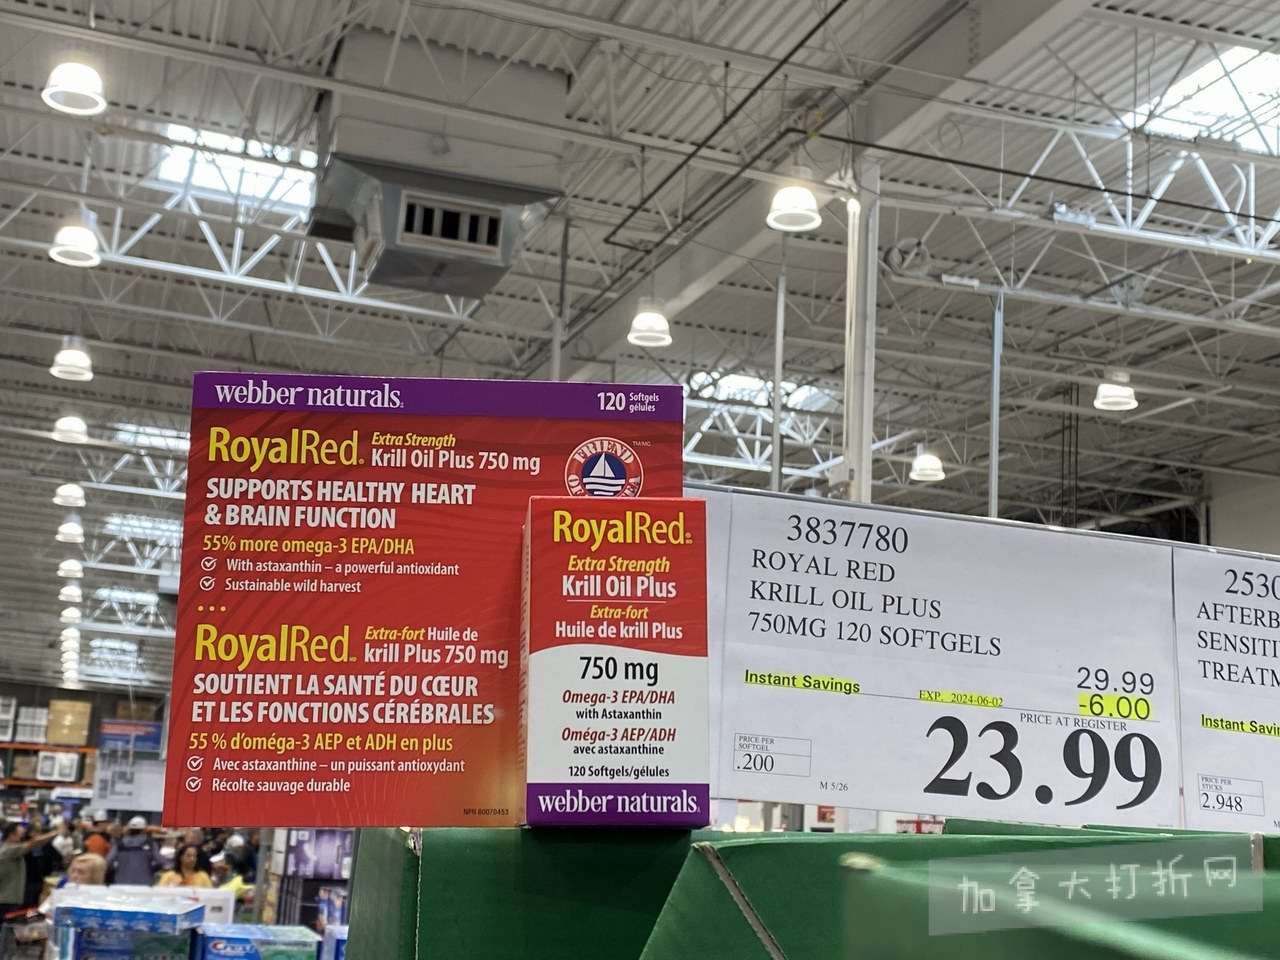 webber naturals
120 Softgels
gélules
RoyalRed
Extra Strength
Krill Oil Plus 750 mg
TM/MC
FRIEND
SUPPORTS HEALTHY HEART
& BRAIN FUNCTION
55% more omega-3 EPA/DHA
With astaxanthin – a powerful antioxidant
Sustainable wild harvest
RoyalRed
Extra-fort Huile de
krill Plus 750 mg
SOUTIENT LA SANTÉ DU CŒUR
ET LES FONCTIONS CÉRÉBRALES
55 % d'oméga-3 AEP et ADH en plus
Avec astaxanthine – un puissant antioxydant
Récolte sauvage durable
NPN 80070453
RoyalRed
Extra Strength
Krill Oil Plus
Extra-fort
Huile de krill Plus
750 mg
Omega-3 EPA/DHA
with Astaxanthin
Oméga-3 AEP/ADH
avec astaxanthine
120 Softgels/gélules
webber naturals
3837780
ROYAL RED
KRILL OIL PLUS
750MG 120 SOFTGELS
29.99
Instant Savings
EXP. 2024-06-02
-6.00
PRICE AT REGISTER
23.99
PRICE PER
SOFTGEL
.200
M 5/26
2530
AFTERB
SENSITI
TREATM
Instant Savi
PRICE PER
STICKS
2.948
加拿大打折网